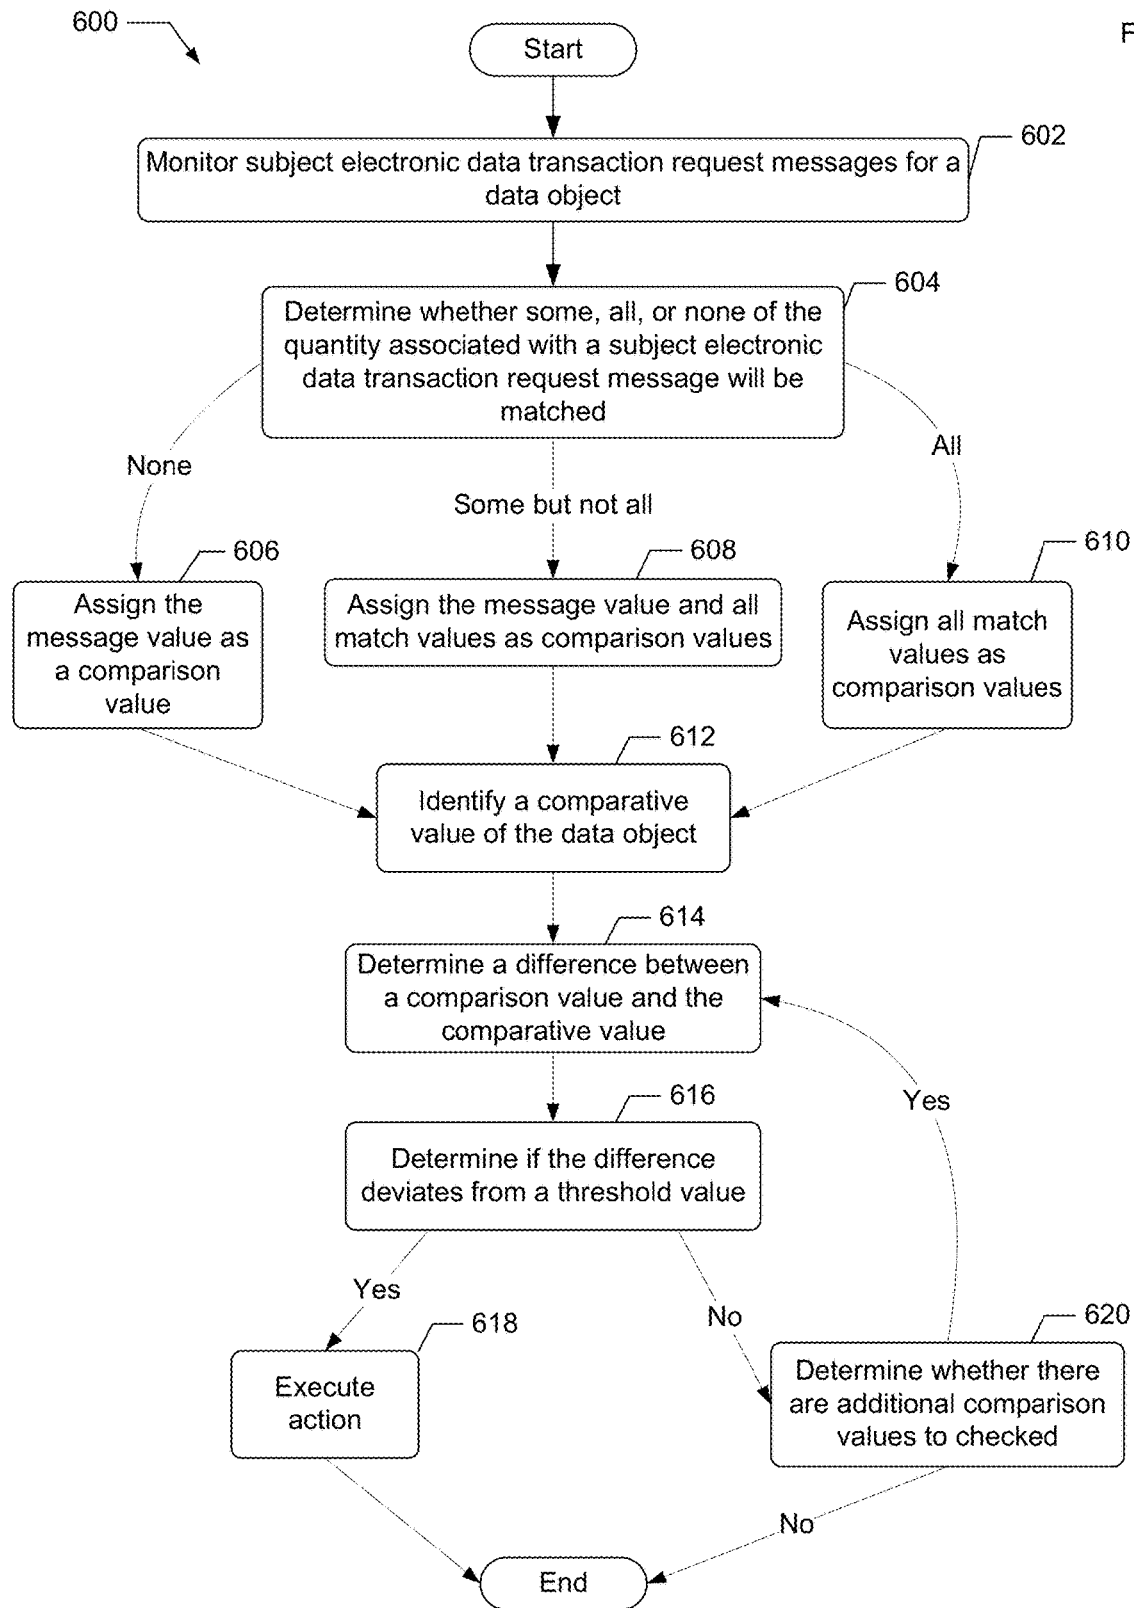 600
F
Start
602
Monitor subject electronic data transaction request messages for a
data object
604
Determine whether some, all, or none of the
quantity associated with a subject electronic
data transaction request message will be
matched
None
Some but not all
All
606
Assign the
message value as
a comparison
value
608
Assign the message value and all
match values as comparison values
610
Assign all match
values as
comparison values
612
Identify a comparative
value of the data object
614
Determine a difference between
a comparison value and the
comparative value
616
Determine if the difference
deviates from a threshold value
Yes
Yes
No
618
Execute
action
620
Determine whether there
are additional comparison
values to checked
No
End